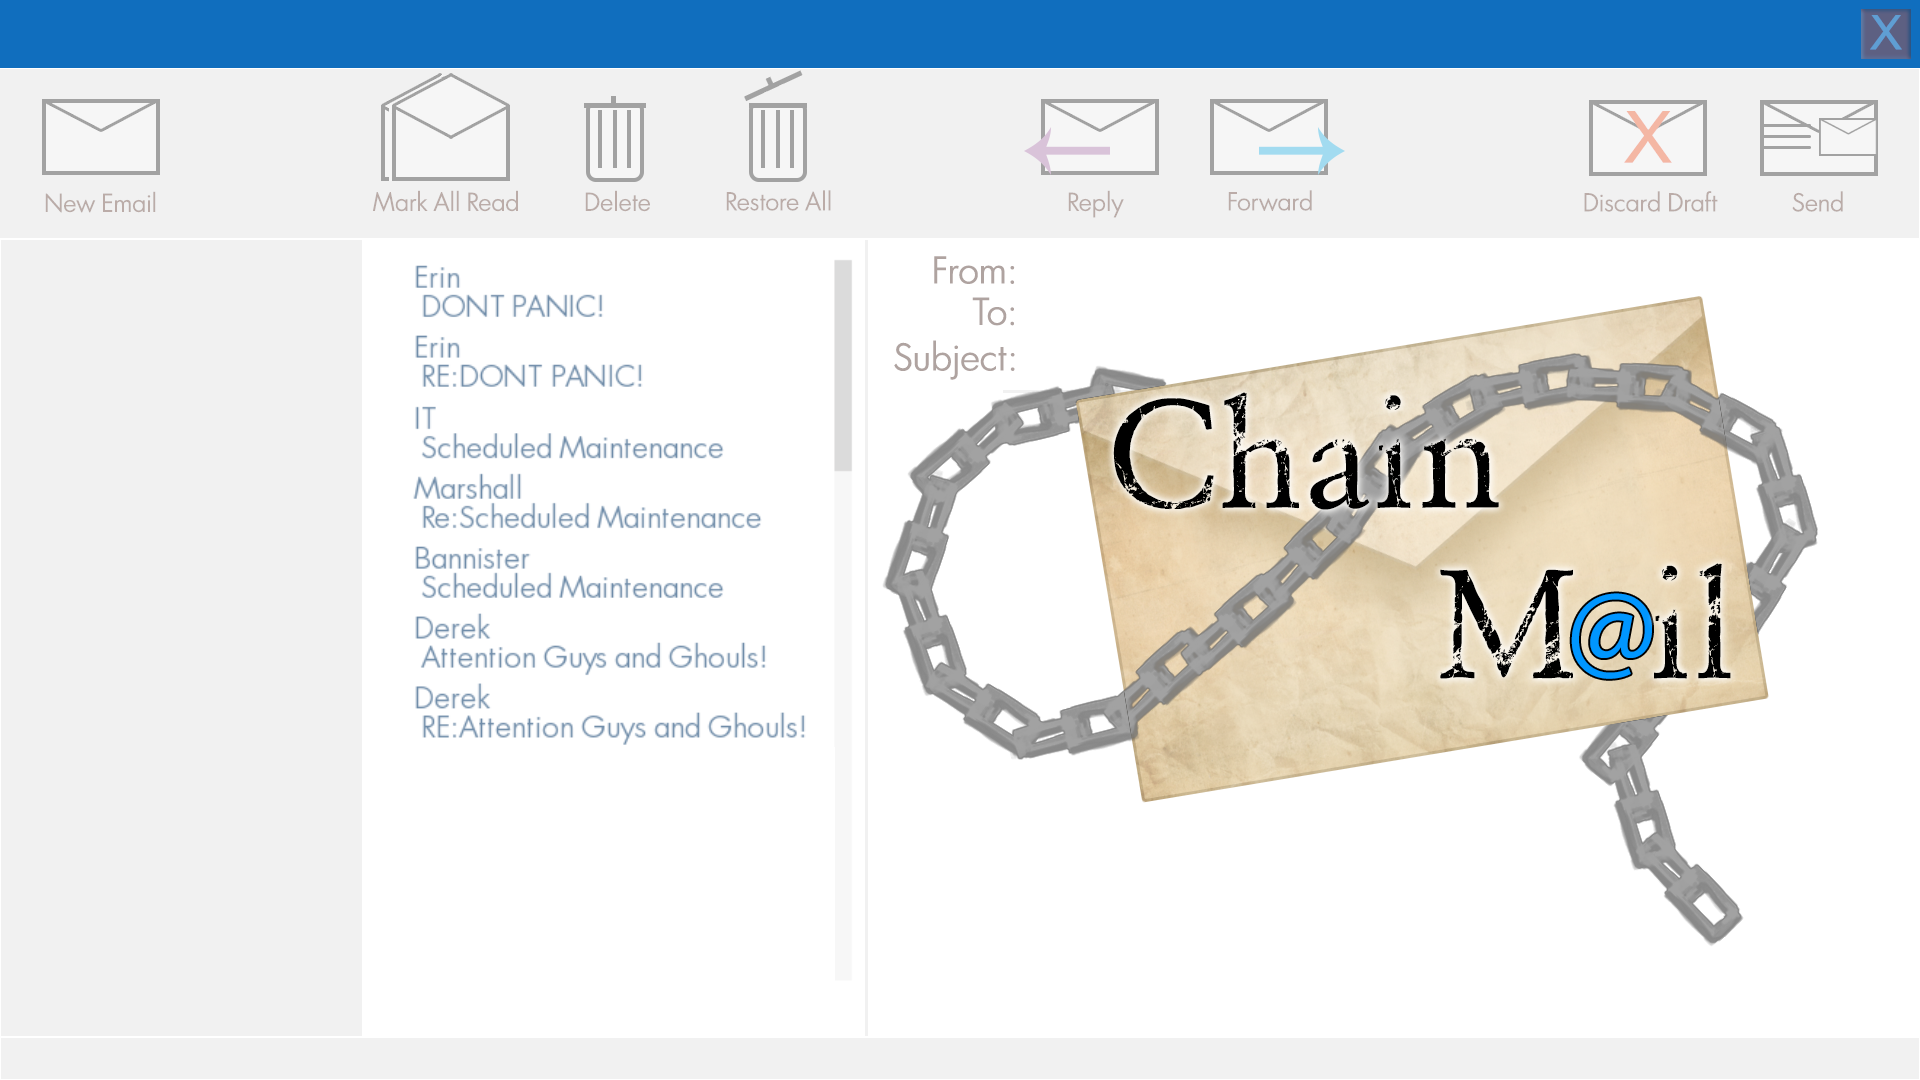 X
New Email
Mark All Read
Delete
Restore All
Reply
Forward
X
Discard Draft
Send
Erin
DONT PANIC!
Erin
RE:DONT PANIC!
IT
Scheduled Maintenance
Marshall
Re:Scheduled Maintenance
Bannister
Scheduled Maintenance
Derek
Attention Guys and Ghouls!
Derek
RE:Attention Guys and Ghouls!
From:
To:
Subject:
Chain
M@il